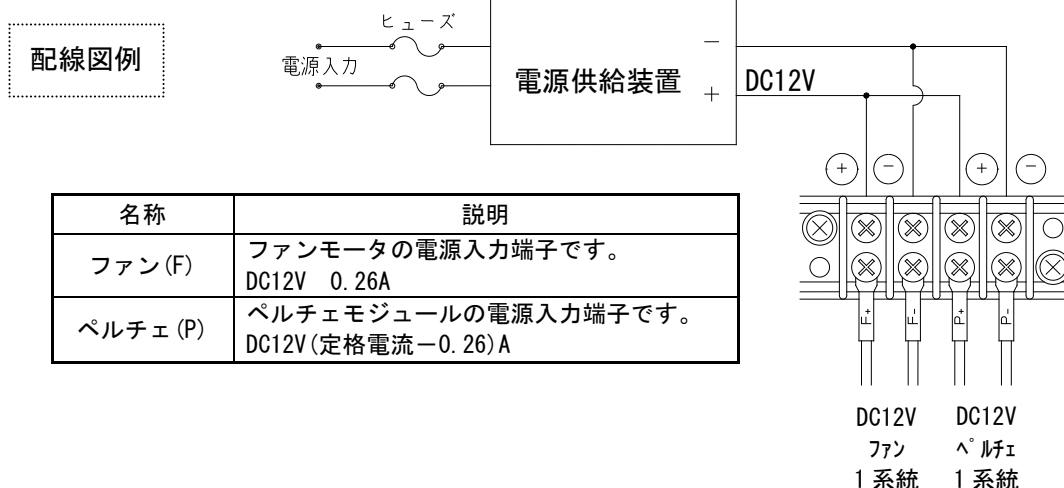 配線図例
ヒューズ
電源入力
電源供給装置
－
＋
DC12V
＋ － ＋ －
名称 説明
ファン(F) ファンモータの電源入力端子です。
DC12V 0.26A
ペルチェ(P) ペルチェモジュールの電源入力端子です。
DC12V(定格電流－0.26)A
F+ F- P+ P-
DC12V DC12V
ファン ペルチェ
1系統 1系統